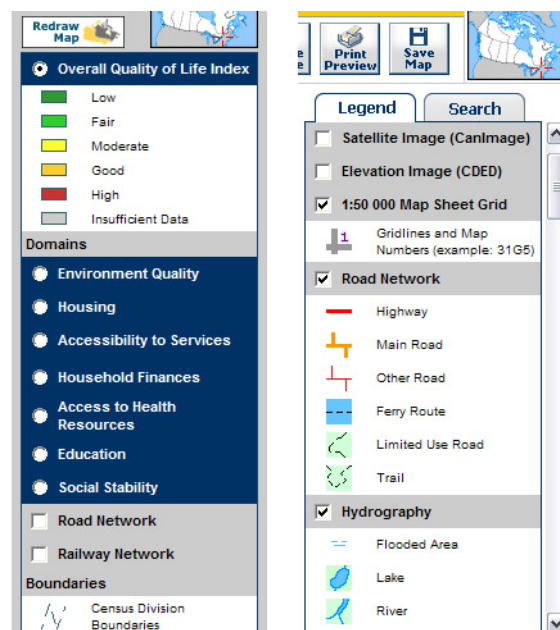 Redraw
Map
Overall Quality of Life Index
Low
Fair
Moderate
Good
High
Insufficient Data
Domains
Environment Quality
Housing
Accessibility to Services
Household Finances
Access to Health
Resources
Education
Social Stability
Road Network
Railway Network
Boundaries
Census Division
Boundaries
Print
Preview
Save
Map
Legend
Search
Satellite Image (CanImage)
Elevation Image (CDED)
1:50 000 Map Sheet Grid
1
Gridlines and Map
Numbers (example: 31G5)
Road Network
Highway
Main Road
Other Road
Ferry Route
Limited Use Road
Trail
Hydrography
Flooded Area
Lake
River